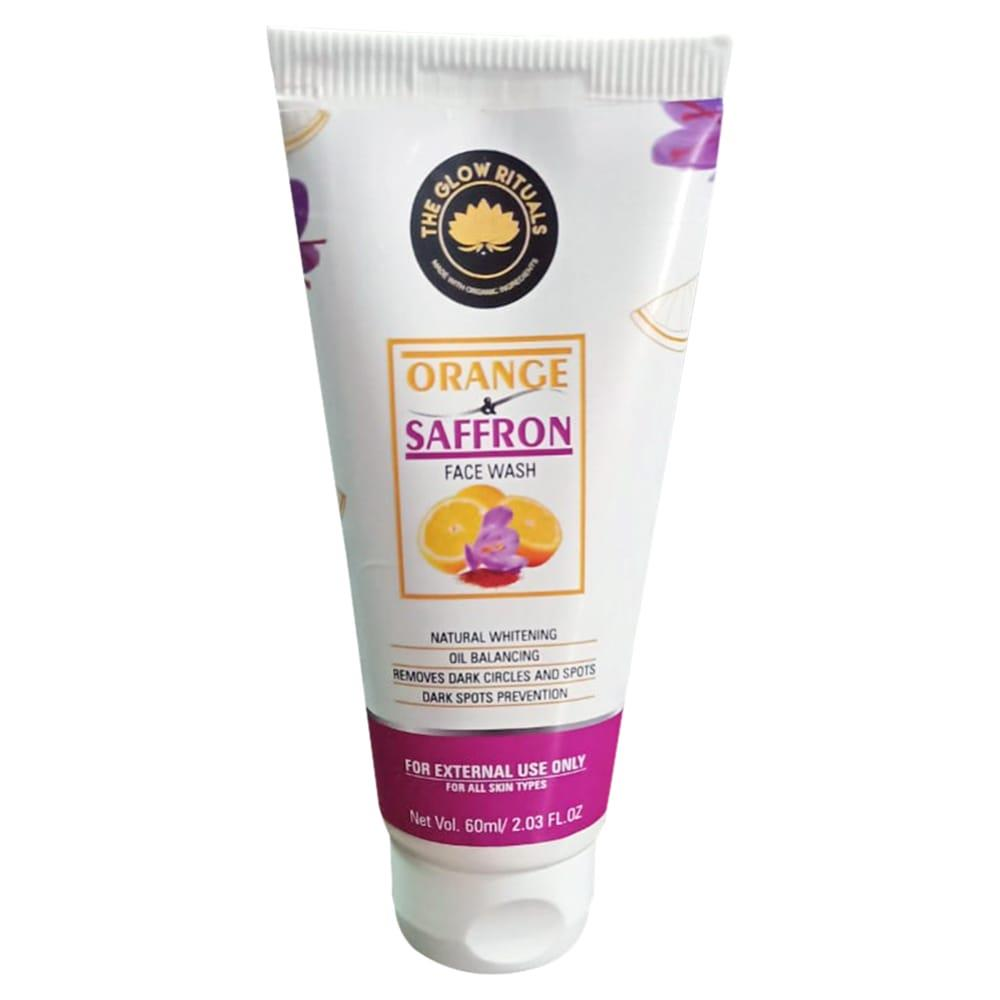 THE GLOW RITUALS
MADE WITH ORGANIC INGREDIENTS
ORANGE
&
SAFFRON
FACE WASH
NATURAL WHITENING
OIL BALANCING
REMOVES DARK CIRCLES AND SPOTS
DARK SPOTS PREVENTION
FOR EXTERNAL USE ONLY
FOR ALL SKIN TYPES
Net Vol. 60ml/ 2.03 FL.OZ